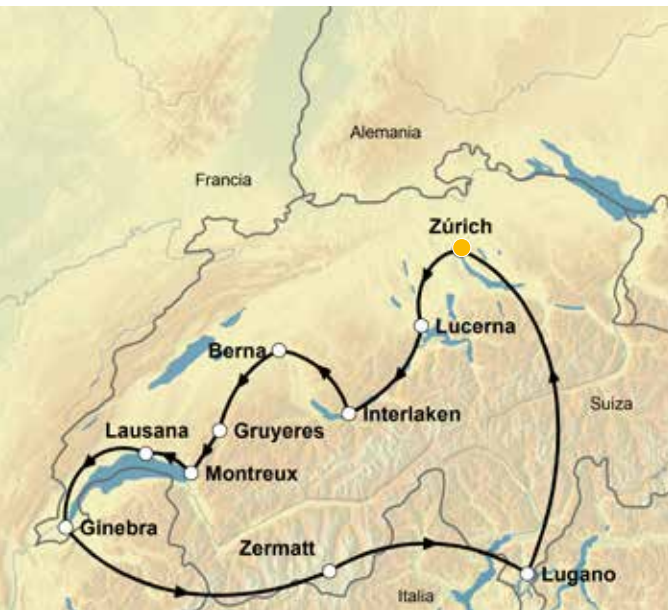 Alemania
Francia
Zúrich
Lucerna
Berna
Interlaken
Suiza
Lausana
Gruyeres
Montreux
Ginebra
Zermatt
Lugano
Italia